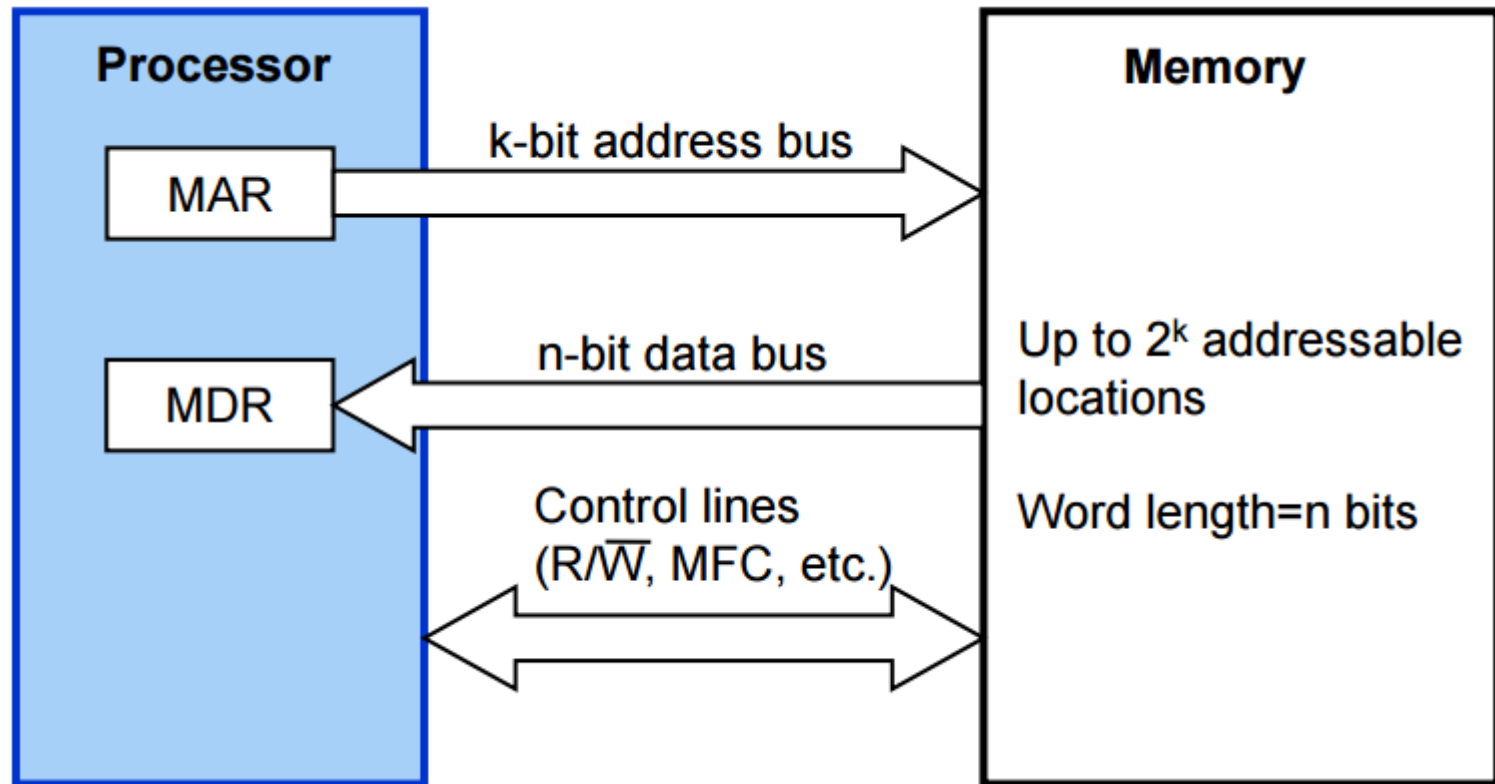 Processor
Memory
k-bit address bus
MAR
n-bit data bus
MDR
Up to 2ᵏ addressable
locations
Control lines
(R/W̅, MFC, etc.)
Word length=n bits